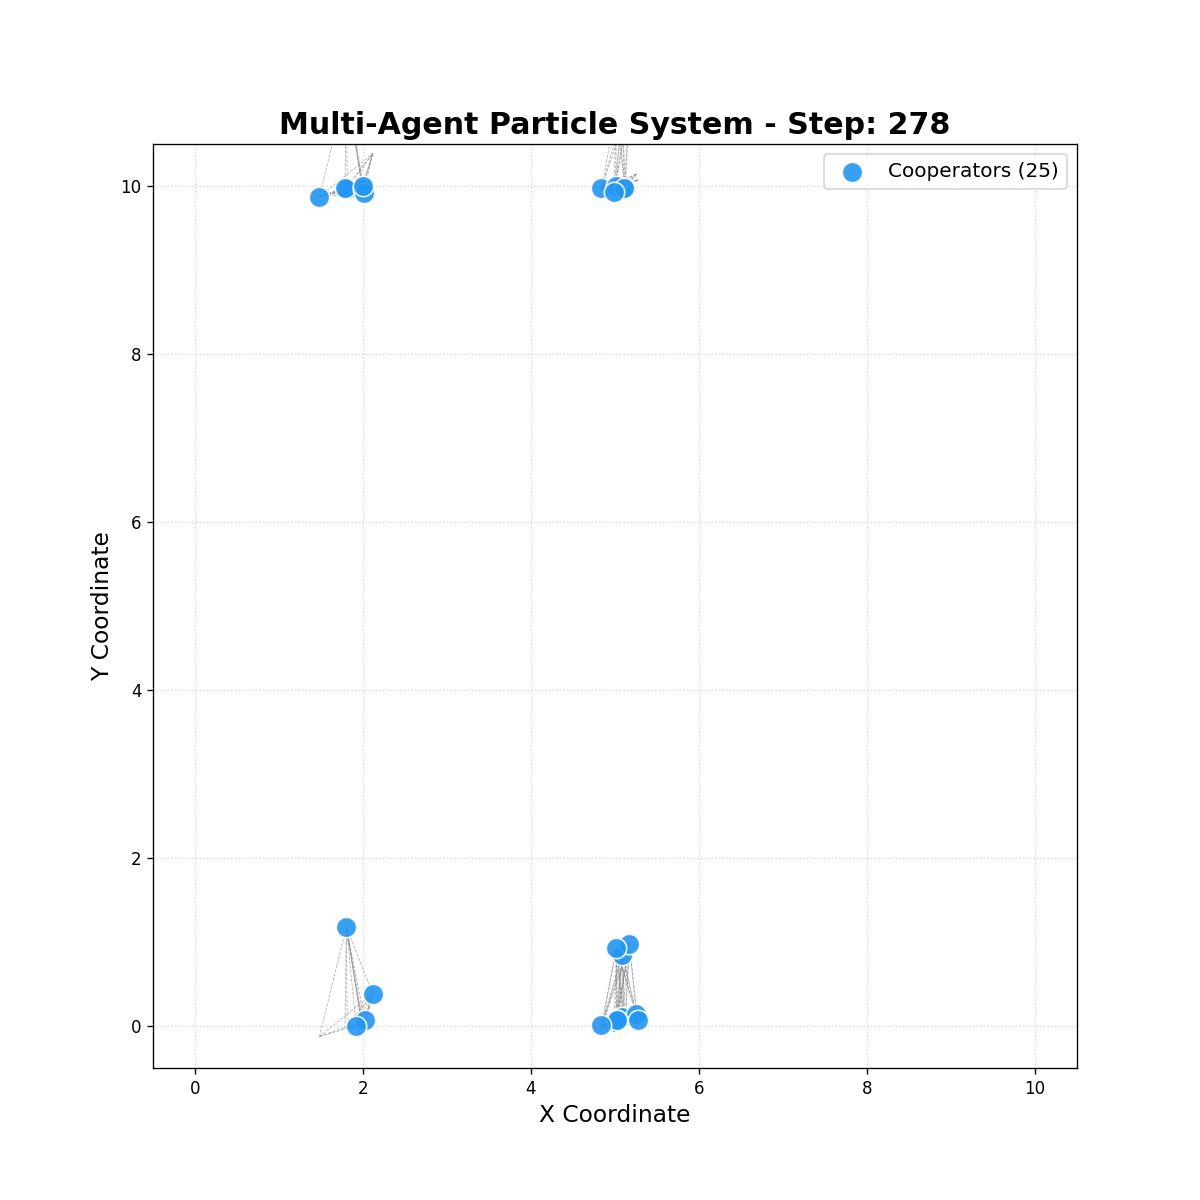 Multi-Agent Particle System - Step: 278
Cooperators (25)
10
8
6
4
2
0
Y Coordinate
0 2 4 6 8 10
X Coordinate